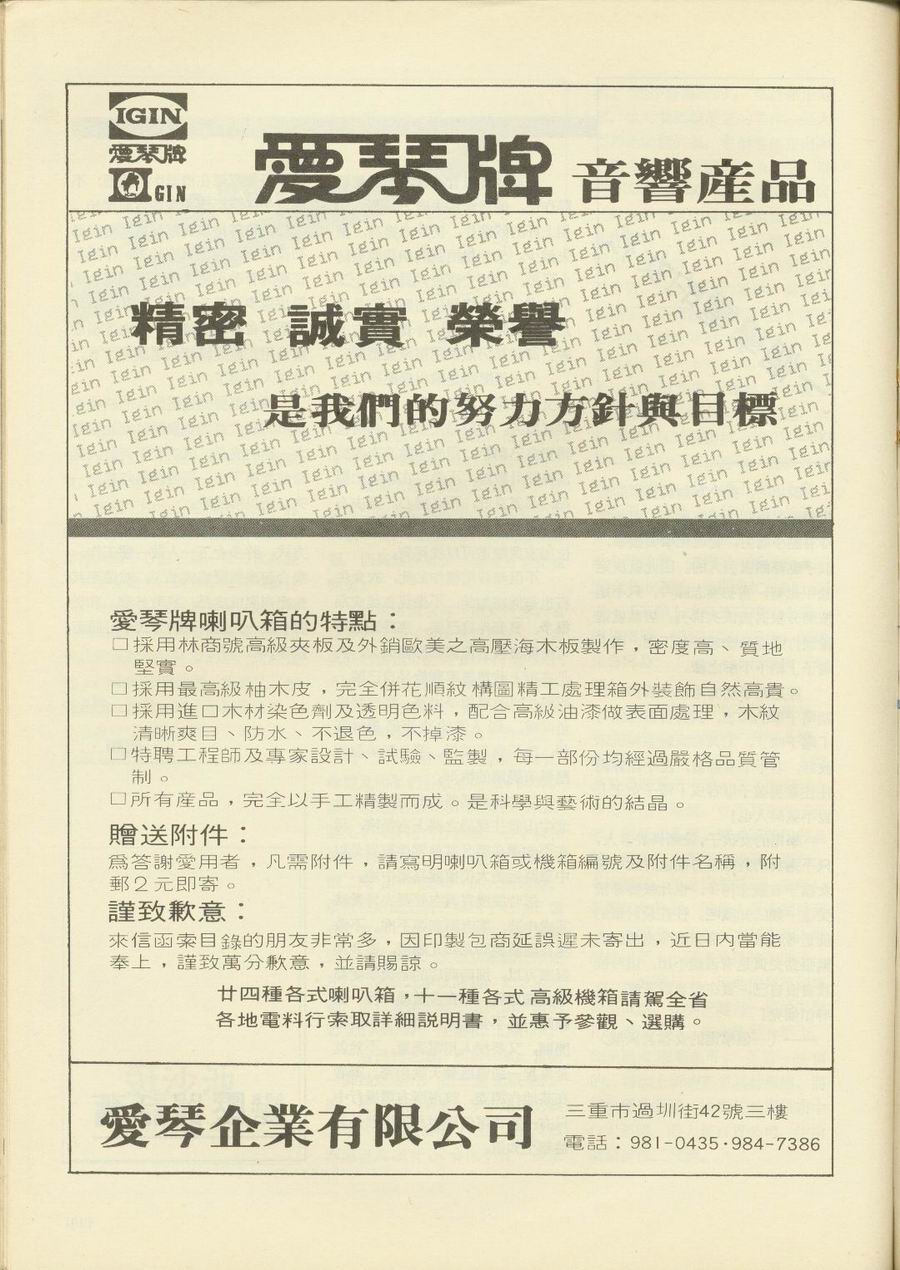 IGIN
愛琴牌
IGIN
愛琴牌 音響産品
精密 誠實 榮譽
是我們的努力方針與目標
愛琴牌喇叭箱的特點：
□採用林商號高級夾板及外銷歐美之高壓海木板製作，密度高、質地
堅實。
□採用最高級柚木皮，完全併花順紋構圖精工處理箱外裝飾自然高貴。
□採用進口木材染色劑及透明色料，配合高級油漆做表面處理，木紋
清晰爽目、防水、不退色，不掉漆。
□特聘工程師及專家設計、試驗、監製，每一部份均經過嚴格品質管
制。
□所有産品，完全以手工精製而成。是科學與藝術的結晶。
贈送附件：
爲答謝愛用者，凡需附件，請寫明喇叭箱或機箱編號及附件名稱，附
郵2元即寄。
謹致歉意：
來信函索目錄的朋友非常多，因印製包商延誤遲未寄出，近日內當能
奉上，謹致萬分歉意，並請賜諒。
廿四種各式喇叭箱，十一種各式高級機箱請駕全省
各地電料行索取詳細説明書，並惠予參觀、選購。
愛琴企業有限公司
三重市過圳街42號三樓
電話：981-0435·984-7386